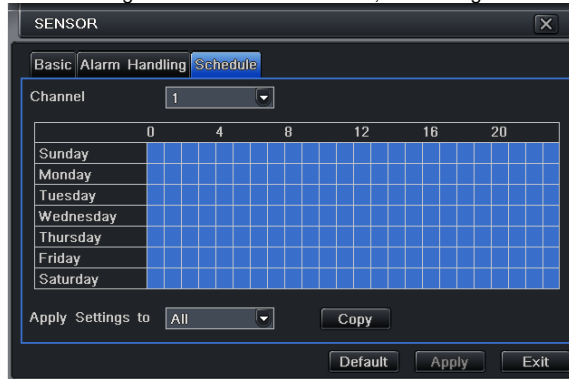 SENSOR
Basic Alarm Handling Schedule
Channel 1
0 4 8 12 16 20
Sunday
Monday
Tuesday
Wednesday
Thursday
Friday
Saturday
Apply Settings to All Copy
Default Apply Exit